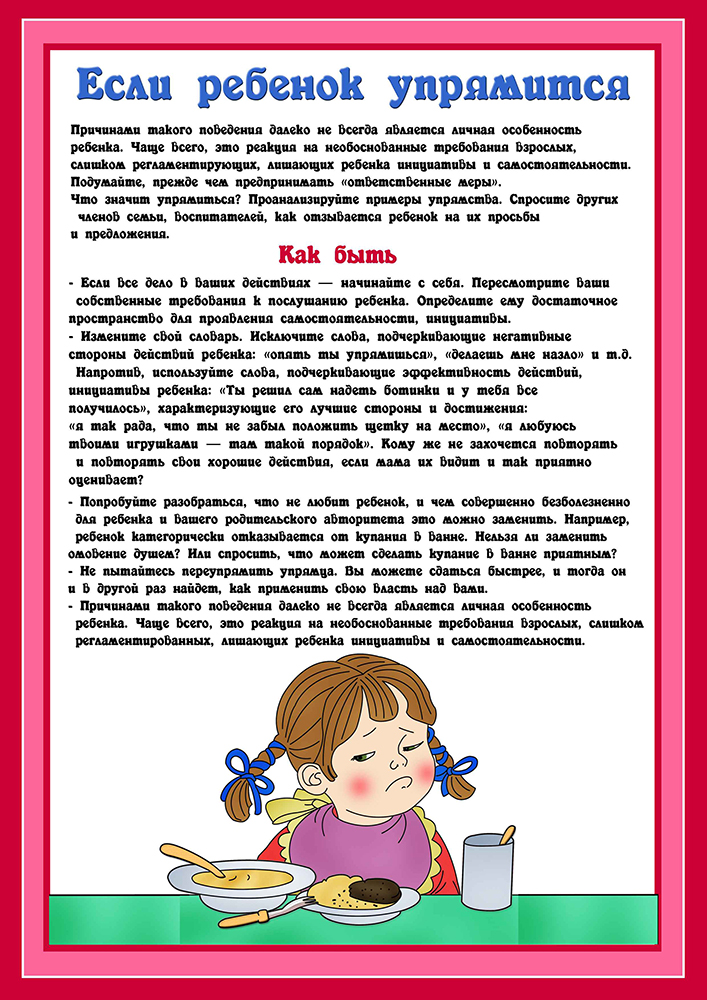 Если ребенок упрямится
Причинами такого поведения далеко не всегда является личная особенность
ребенка. Чаще всего, это реакция на необоснованные требования взрослых,
слишком регламентирующих, лишающих ребенка инициативы и самостоятельности.
Подумайте, прежде чем предпринимать «ответственные меры».
Что значит упрямиться? Проанализируйте примеры упрямства. Спросите других
членов семьи, воспитателей, как отзывается ребенок на их просьбы
и предложения.
Как быть
- Если все дело в ваших действиях — начинайте с себя. Пересмотрите ваши
собственные требования к послушанию ребенка. Определите ему достаточное
пространство для проявления самостоятельности, инициативы.
- Измените свой словарь. Исключите слова, подчеркивающие негативные
стороны действий ребенка: «опять ты упрямишься», «делаешь мне назло» и т.д.
Напротив, используйте слова, подчеркивающие эффективность действий,
инициативы ребенка: «Ты решил сам надеть ботинки и у тебя все
получилось», характеризующие его лучшие стороны и достижения:
«я так рада, что ты не забыл положить щетку на место», «я любуюсь
твоими игрушками — там такой порядок». Кому же не захочется повторять
и повторять свои хорошие действия, если мама их видит и так приятно
оценивает?
- Попробуйте разобраться, что не любит ребенок, и чем совершенно безболезненно
для ребенка и вашего родительского авторитета это можно заменить. Например,
ребенок категорически отказывается от купания в ванне. Нельзя ли заменить
омовение душем? Или спросить, что может сделать купание в ванне приятным?
- Не пытайтесь переупрямить упрямца. Вы можете сдаться быстрее, и тогда он
и в другой раз найдет, как применить свою власть над вами.
- Причинами такого поведения далеко не всегда является личная особенность
ребенка. Чаще всего, это реакция на необоснованные требования взрослых, слишком
регламентированных, лишающих ребенка инициативы и самостоятельности.